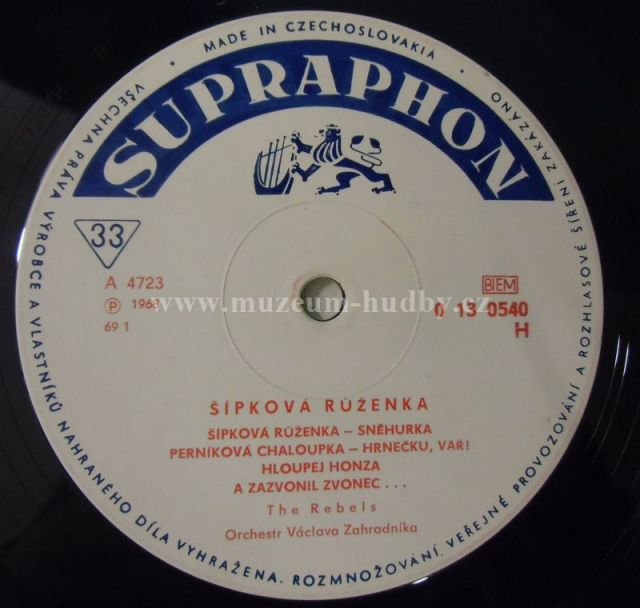 MADE IN CZECHOSLOVAKIA
VŠECHNA PRÁVA VÝROBCE A VLASTNÍKŮ NAHRANÉHO DÍLA VYHRAŽENA. ROZMNOŽOVÁNÍ, VEŘEJNÉ PROVOZOVÁNÍ A ROZHLASOVÉ ŠÍŘENÍ ZAKÁZÁNO
SUPRAPHON
33
A 4723
Ⓟ 1968
69 1
www.muzeum-hudby.cz
BIEM
0 13 0540
H
ŠÍPKOVÁ RŮŽENKA
ŠÍPKOVÁ RŮŽENKA – SNĚHURKA
PERNÍKOVÁ CHALOUPKA – HRNEČKU, VAŘ!
HLOUPEJ HONZA
A ZAZVONIL ZVONEC . . .
The Rebels
Orchestr Václava Zahradníka